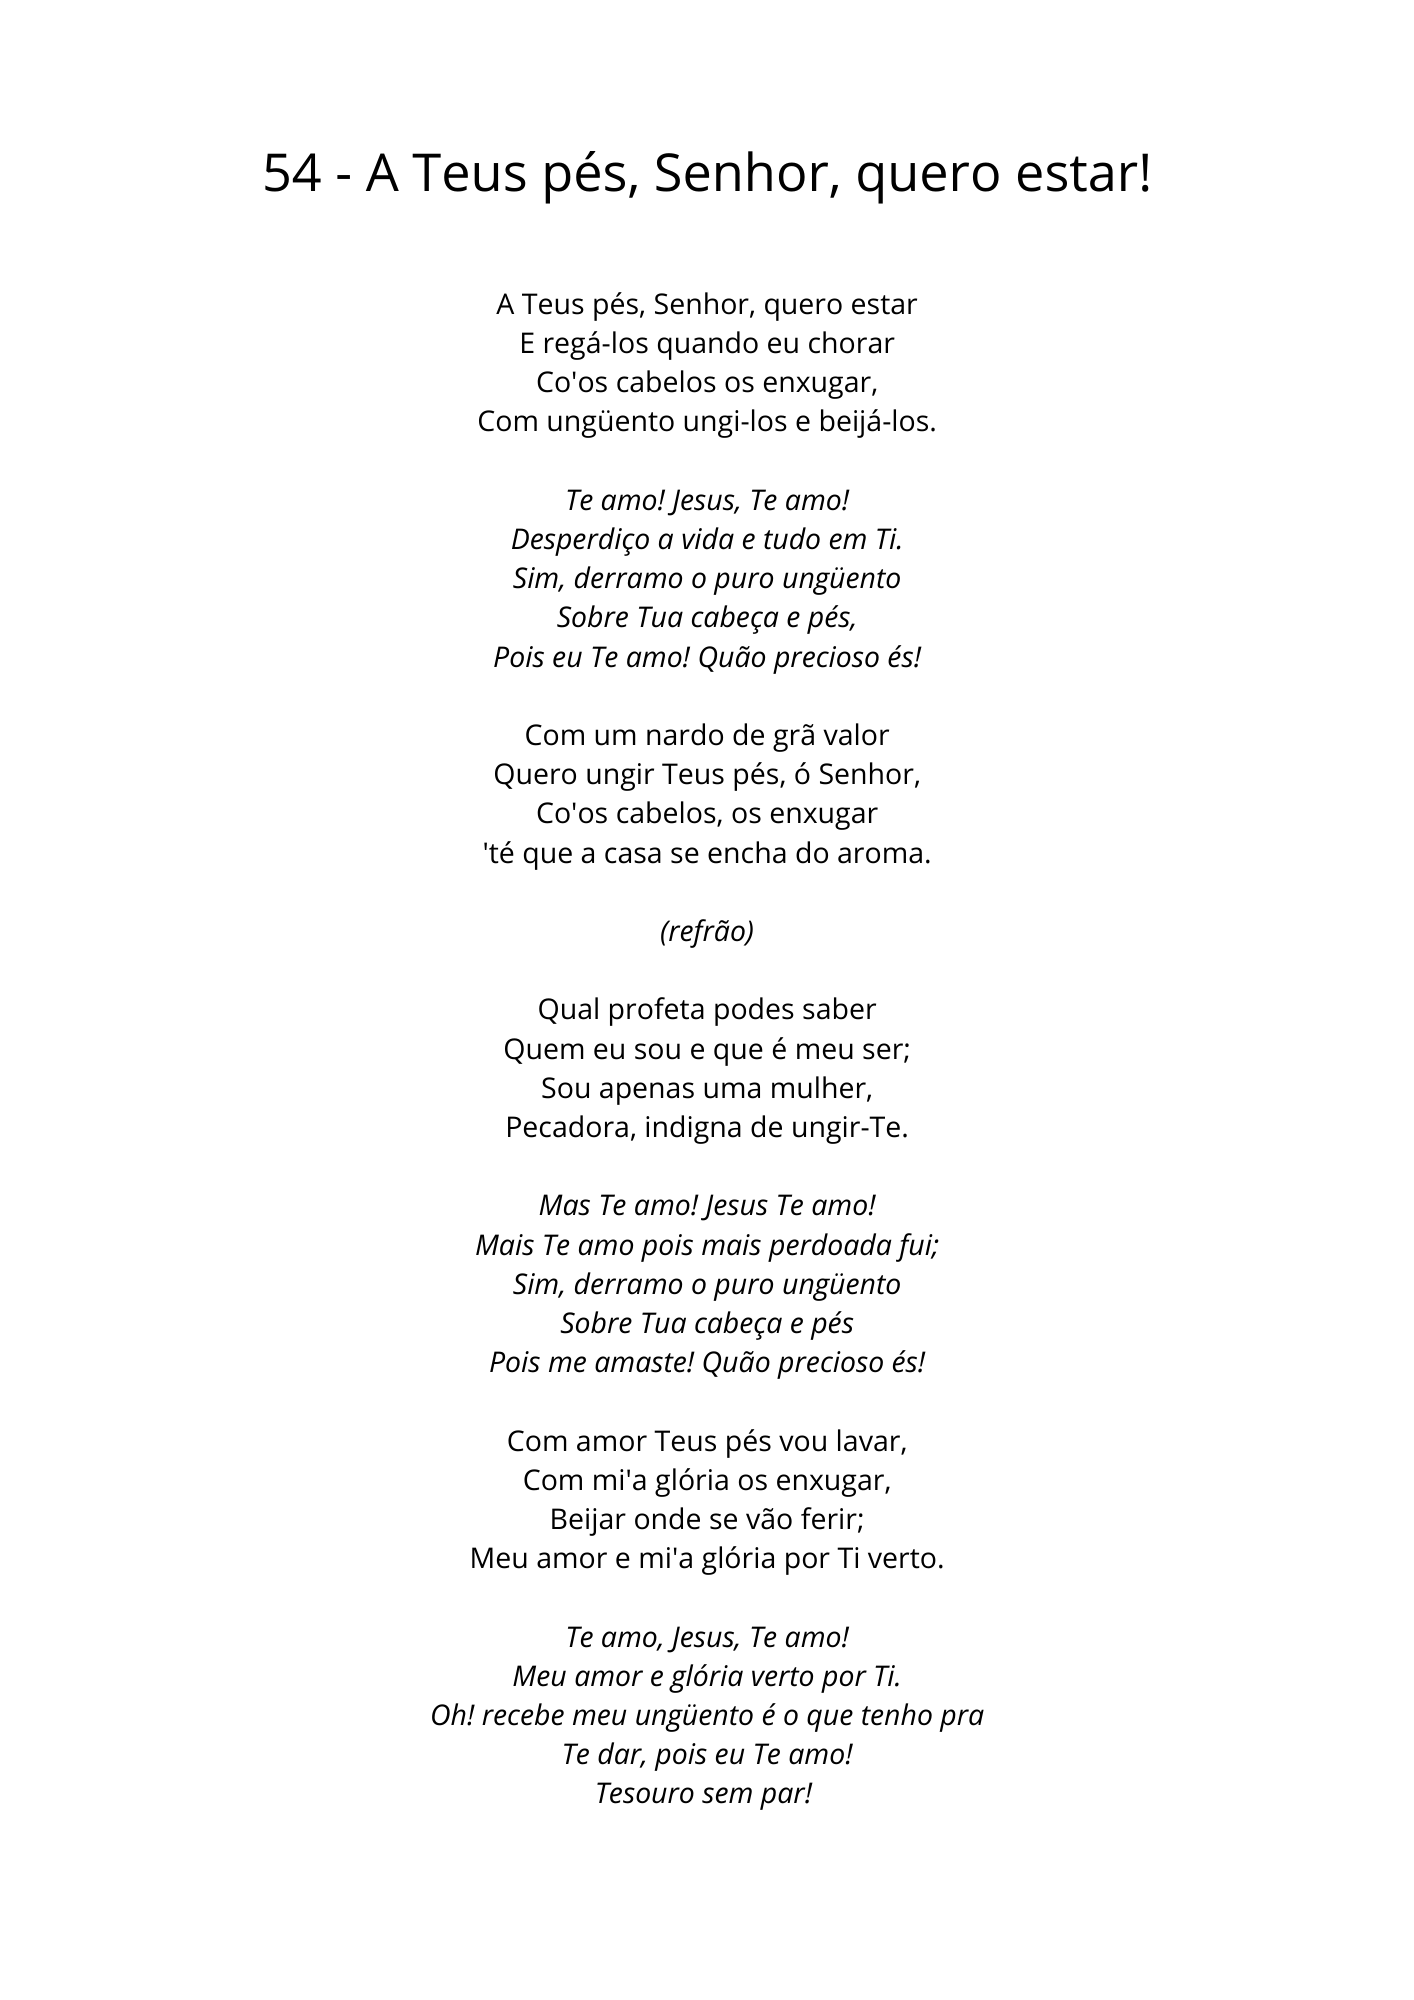 54 - A Teus pés, Senhor, quero estar!
A Teus pés, Senhor, quero estar
E regá-los quando eu chorar
Co'os cabelos os enxugar,
Com ungüento ungi-los e beijá-los.
Te amo! Jesus, Te amo!
Desperdiço a vida e tudo em Ti.
Sim, derramo o puro ungüento
Sobre Tua cabeça e pés,
Pois eu Te amo! Quão precioso és!
Com um nardo de grã valor
Quero ungir Teus pés, ó Senhor,
Co'os cabelos, os enxugar
'té que a casa se encha do aroma.
(refrão)
Qual profeta podes saber
Quem eu sou e que é meu ser;
Sou apenas uma mulher,
Pecadora, indigna de ungir-Te.
Mas Te amo! Jesus Te amo!
Mais Te amo pois mais perdoada fui;
Sim, derramo o puro ungüento
Sobre Tua cabeça e pés
Pois me amaste! Quão precioso és!
Com amor Teus pés vou lavar,
Com mi'a glória os enxugar,
Beijar onde se vão ferir;
Meu amor e mi'a glória por Ti verto.
Te amo, Jesus, Te amo!
Meu amor e glória verto por Ti.
Oh! recebe meu ungüento é o que tenho pra
Te dar, pois eu Te amo!
Tesouro sem par!